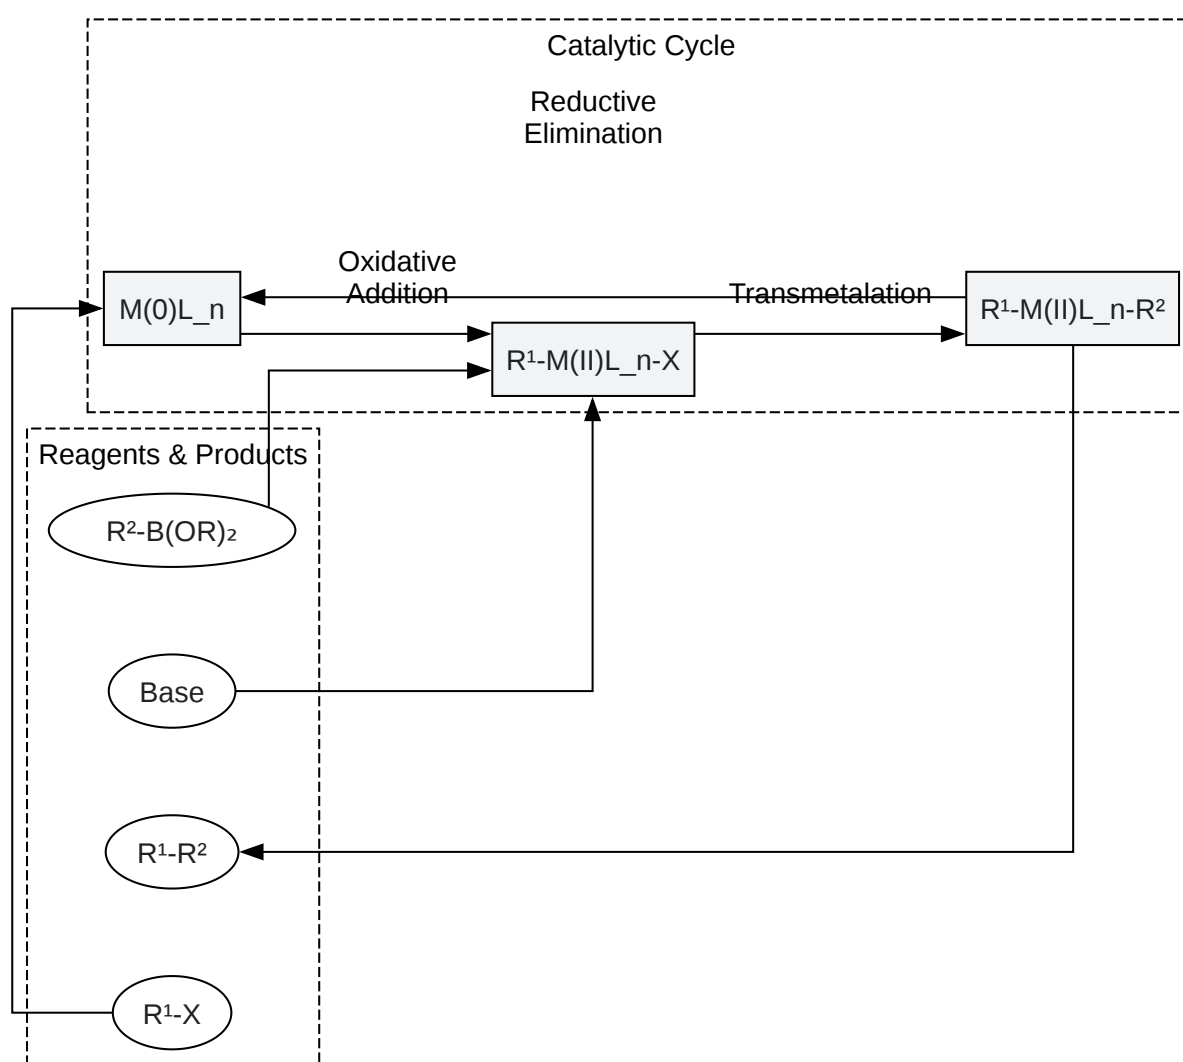 Catalytic Cycle
Reductive
Elimination
Oxidative
Addition
Transmetalation
M(0)L_n
R¹-M(II)L_n-R²
R¹-M(II)L_n-X
Reagents & Products
R²-B(OR)₂
Base
R¹-R²
R¹-X